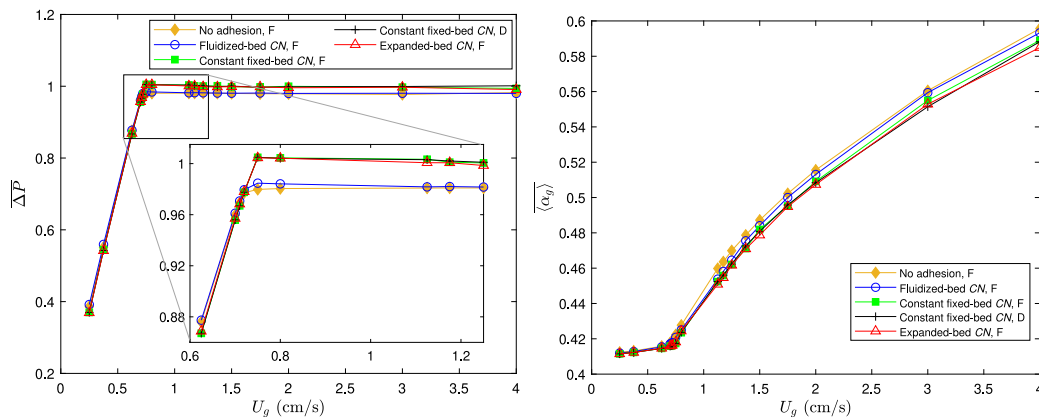 1.2
1
0.8
0.6
0.4
0.2
0 0.5 1 1.5 2 2.5 3 3.5 4
U_g (cm/s)
\overline{ΔP}
No adhesion, F
Fluidized-bed CN, F
Constant fixed-bed CN, F
Constant fixed-bed CN, D
Expanded-bed CN, F
1
0.96
0.92
0.88
0.6 0.8 1 1.2
0.6
0.58
0.56
0.54
0.52
0.5
0.48
0.46
0.44
0.42
0.4
0 0.5 1 1.5 2 2.5 3 3.5 4
U_g (cm/s)
\overline{⟨α_g⟩}
No adhesion, F
Fluidized-bed CN, F
Constant fixed-bed CN, F
Constant fixed-bed CN, D
Expanded-bed CN, F